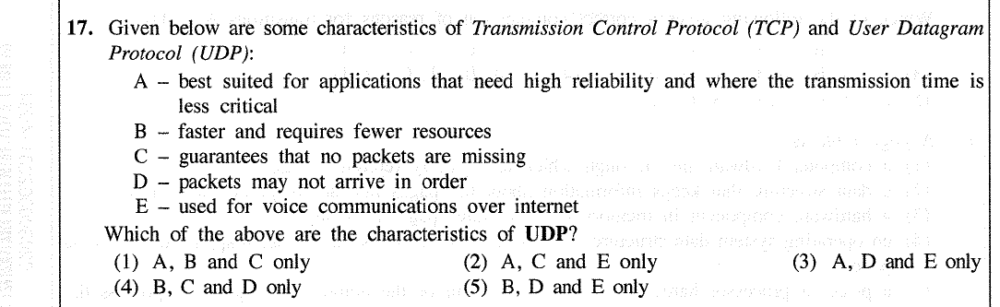 17. Given below are some characteristics of Transmission Control Protocol (TCP) and User Datagram
Protocol (UDP):
A – best suited for applications that need high reliability and where the transmission time is
less critical
B – faster and requires fewer resources
C – guarantees that no packets are missing
D – packets may not arrive in order
E – used for voice communications over internet
Which of the above are the characteristics of UDP?
(1) A, B and C only (2) A, C and E only (3) A, D and E only
(4) B, C and D only (5) B, D and E only